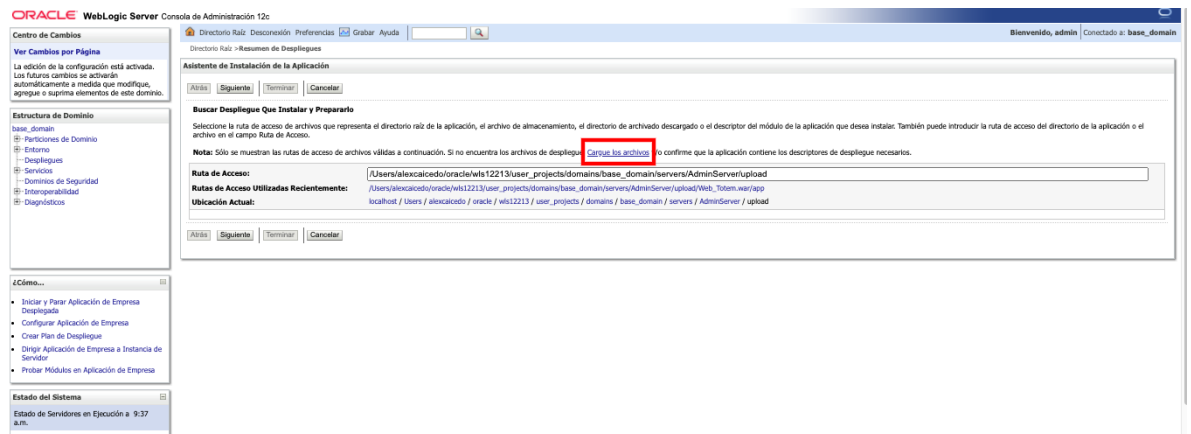 ORACLE WebLogic Server Consola de Administración 12c
Centro de Cambios
Ver Cambios por Página
La edición de la configuración está activada.
Los futuros cambios se activarán
automáticamente a medida que modifique,
agregue o suprima elementos de este dominio.
Estructura de Dominio
base_domain
Particiones de Dominio
Entorno
Despliegues
Servicios
Dominios de Seguridad
Interoperabilidad
Diagnósticos
¿Cómo...
Iniciar y Parar Aplicación de Empresa
Desplegada
Configurar Aplicación de Empresa
Crear Plan de Despliegue
Dirigir Aplicación de Empresa a Instancia de
Servidor
Probar Módulos en Aplicación de Empresa
Estado del Sistema
Estado de Servidores en Ejecución a 9:37
a.m.
Directorio Raíz Desconexión Preferencias Grabar Ayuda
Bienvenido, admin Conectado a: base_domain
Directorio Raíz >Resumen de Despliegues
Asistente de Instalación de la Aplicación
Atrás Siguiente Terminar Cancelar
Buscar Despliegue Que Instalar y Prepararlo
Seleccione la ruta de acceso de archivos que representa el directorio raíz de la aplicación, el archivo de almacenamiento, el directorio de archivado descargado o el descriptor del módulo de la aplicación que desea instalar. También puede introducir la ruta de acceso del directorio de la aplicación o el
archivo en el campo Ruta de Acceso.
Nota: Sólo se muestran las rutas de acceso de archivos válidas a continuación. Si no encuentra los archivos de despliegue Cargue los archivos /o confirme que la aplicación contiene los descriptores de despliegue necesarios.
Ruta de Acceso: /Users/alexcaicedo/oracle/wls12213/user_projects/domains/base_domain/servers/AdminServer/upload
Rutas de Acceso Utilizadas Recientemente: /Users/alexcaicedo/oracle/wls12213/user_projects/domains/base_domain/servers/AdminServer/upload/Web_Totem.war/app
Ubicación Actual: localhost / Users / alexcaicedo / oracle / wls12213 / user_projects / domains / base_domain / servers / AdminServer / upload
Atrás Siguiente Terminar Cancelar